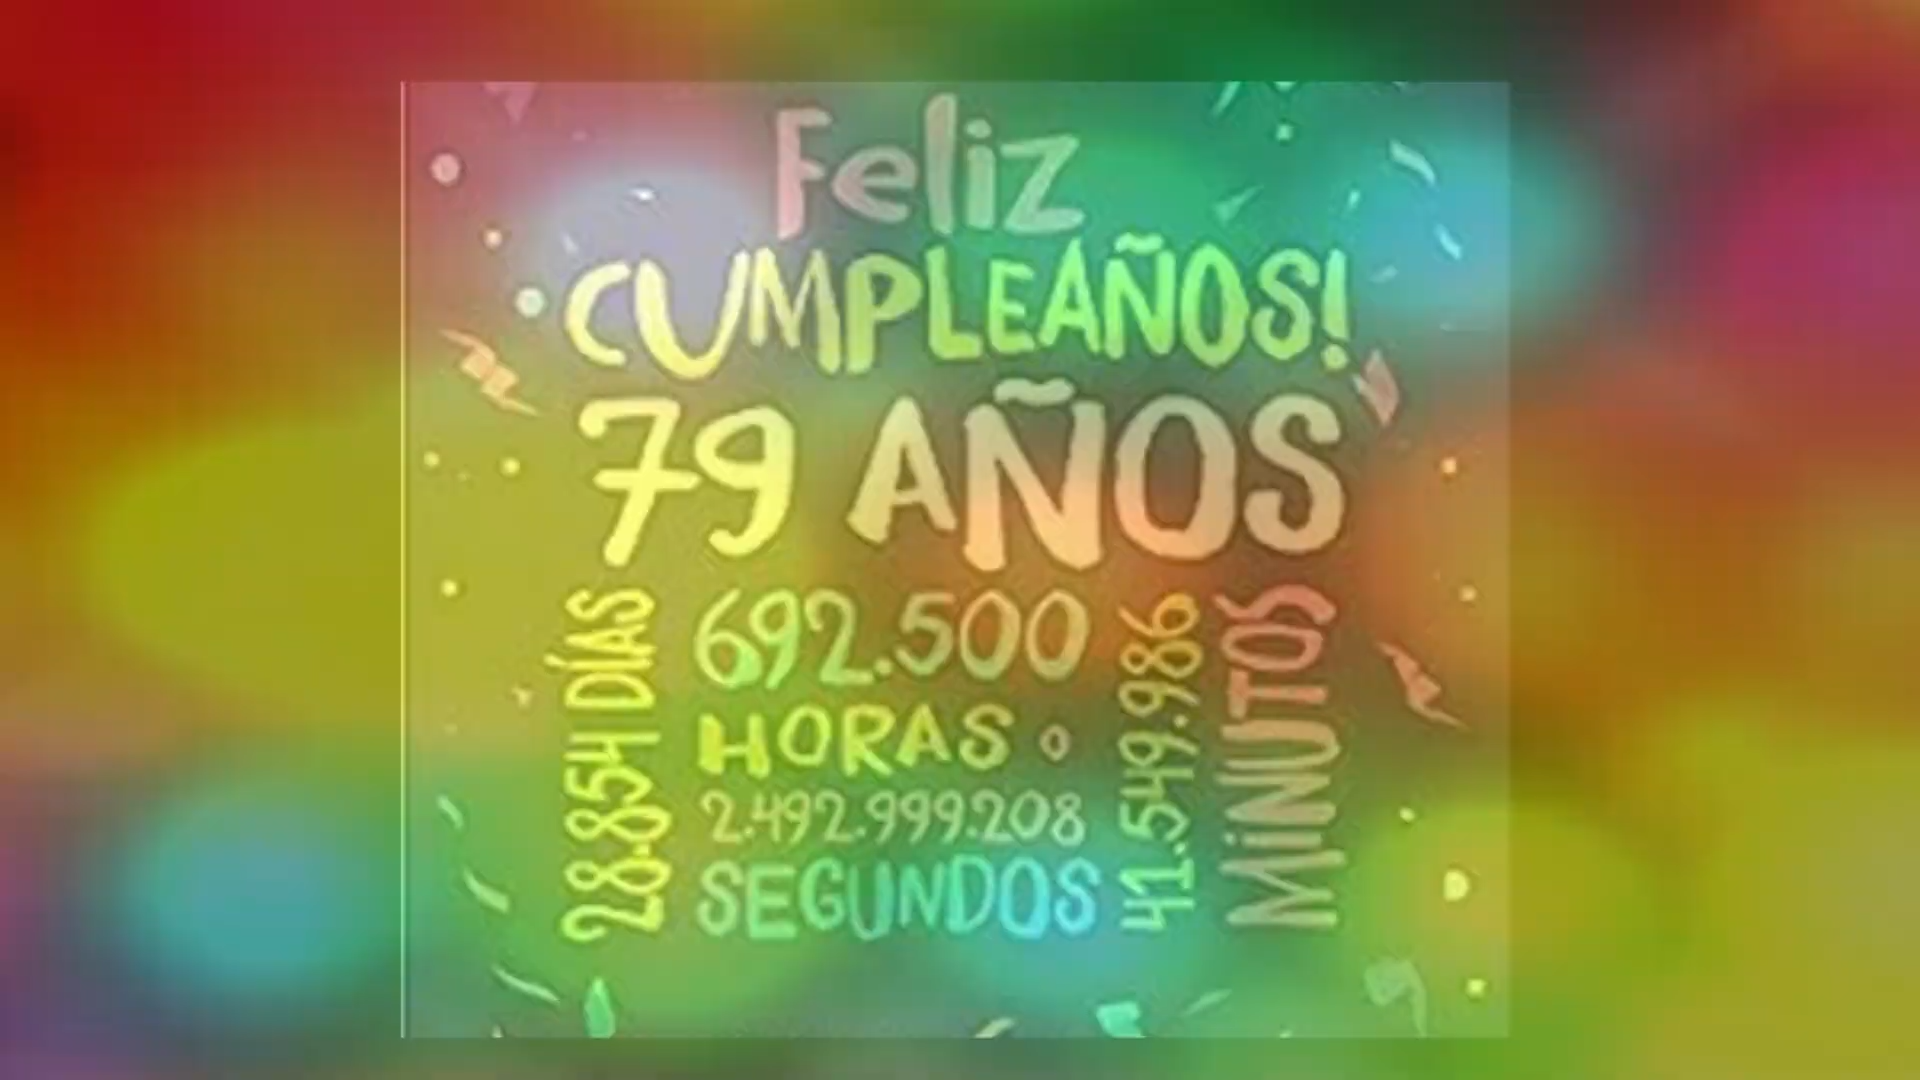 Feliz
CUMPLEAÑOS!
79 AÑOS
28.854 DÍAS
692.500
HORAS o
2.492.999.208
SEGUNDOS
41.549.986
MiNUTOS